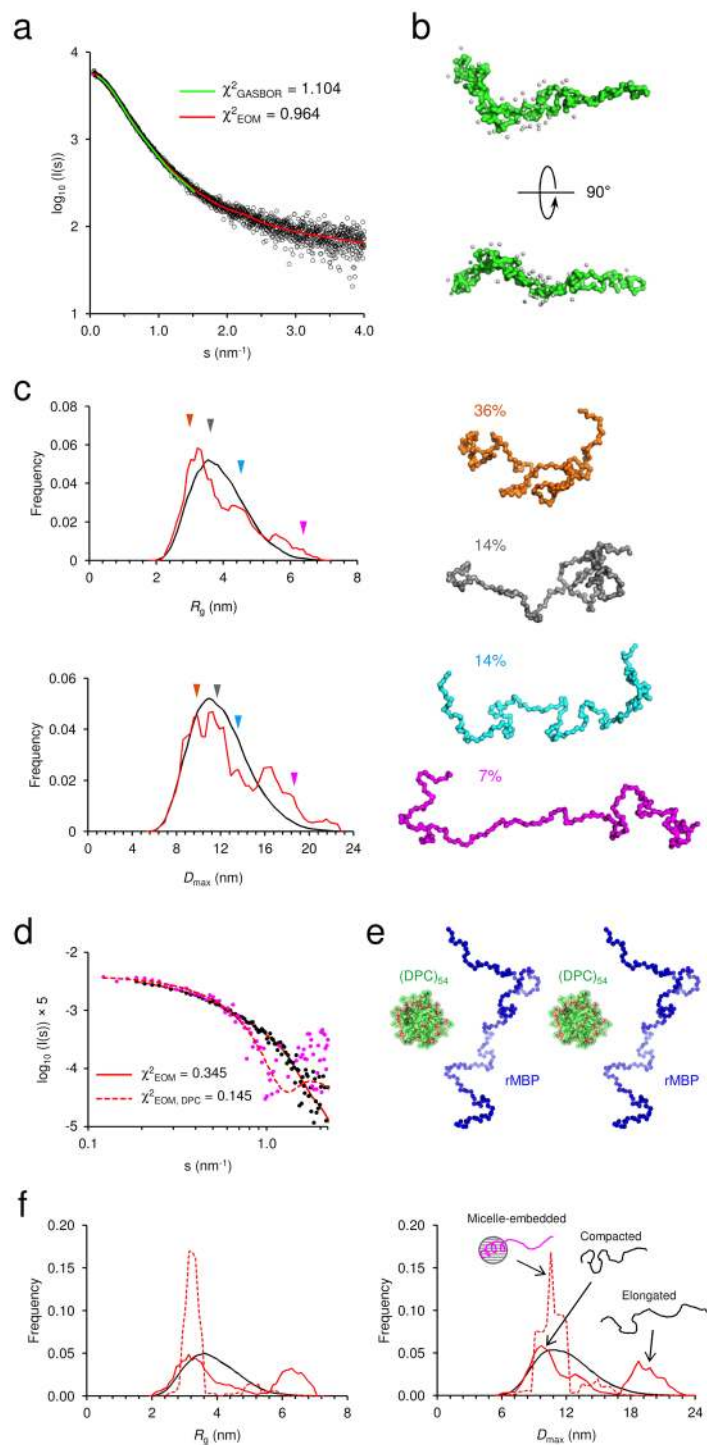 a
4
3
2
1
0.0
1.0
2.0
3.0
4.0
log₁₀ (I(s))
s (nm⁻¹)
χ²GASBOR = 1.104
χ²EOM = 0.964
b
90°
c
0.08
0.06
0.04
0.02
0
0
2
4
6
8
Frequency
Rg (nm)
36%
14%
0.06
0.04
0.02
0
0
4
8
12
16
20
24
Frequency
Dmax (nm)
14%
7%
d
-2
-3
-4
-5
0.1
1.0
log₁₀ (I(s)) × 5
s (nm⁻¹)
χ²EOM = 0.345
χ²EOM, DPC = 0.145
e
(DPC)₅₄
(DPC)₅₄
rMBP
rMBP
f
0.20
0.15
0.10
0.05
0.00
0
2
4
6
8
Frequency
Rg (nm)
0.20
0.15
0.10
0.05
0.00
0
6
12
18
24
Frequency
Dmax (nm)
Micelle-embedded
Compacted
Elongated